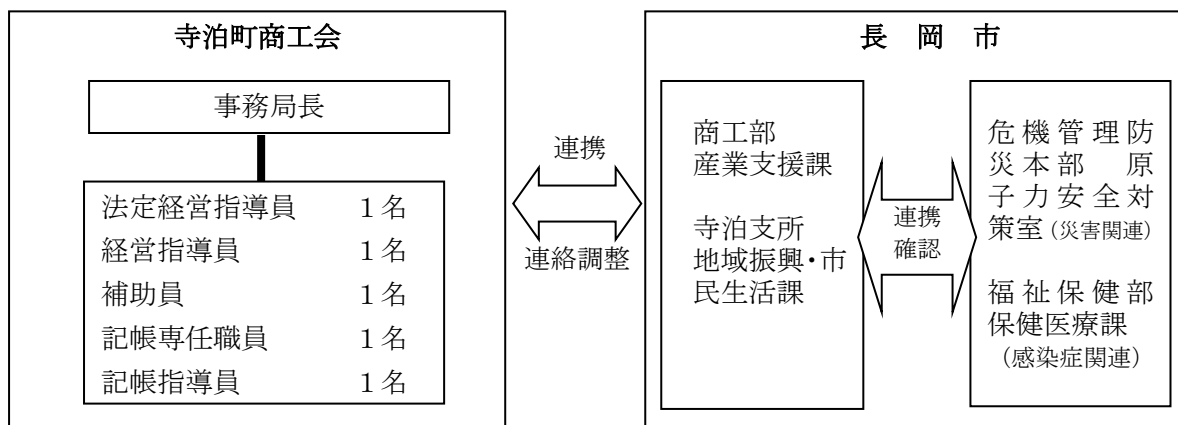 寺泊町商工会
事務局長
法定経営指導員 1名
経営指導員 1名
補助員 1名
記帳専任職員 1名
記帳指導員 1名
連携
連絡調整
長岡市
商工部
産業支援課
寺泊支所
地域振興・市
民生活課
連携
確認
危機管理防
災本部 原
子力安全対
策室(災害関連)
福祉保健部
保健医療課
(感染症関連)